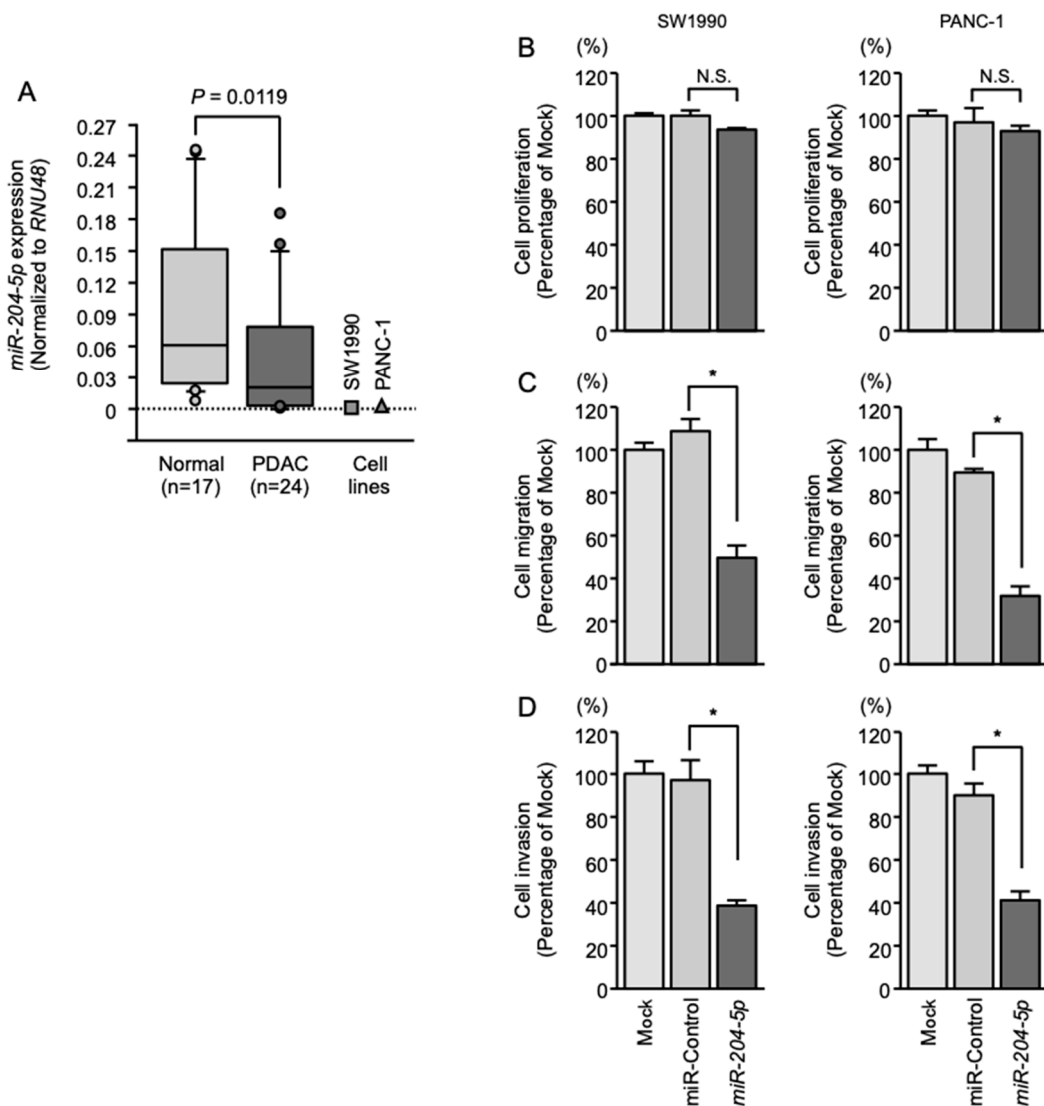 A
P = 0.0119
miR-204-5p expression
(Normalized to RNU48)
0.27
0.24
0.21
0.18
0.15
0.12
0.09
0.06
0.03
0
SW1990
PANC-1
Normal
(n=17)
PDAC
(n=24)
Cell
lines
SW1990
PANC-1
B
(%)
Cell proliferation
(Percentage of Mock)
120
100
80
60
40
20
0
N.S.
(%)
Cell proliferation
(Percentage of Mock)
120
100
80
60
40
20
0
N.S.
C
(%)
Cell migration
(Percentage of Mock)
120
100
80
60
40
20
0
*
(%)
Cell migration
(Percentage of Mock)
120
100
80
60
40
20
0
*
D
(%)
Cell invasion
(Percentage of Mock)
120
100
80
60
40
20
0
*
Mock
miR-Control
miR-204-5p
(%)
Cell invasion
(Percentage of Mock)
120
100
80
60
40
20
0
*
Mock
miR-Control
miR-204-5p